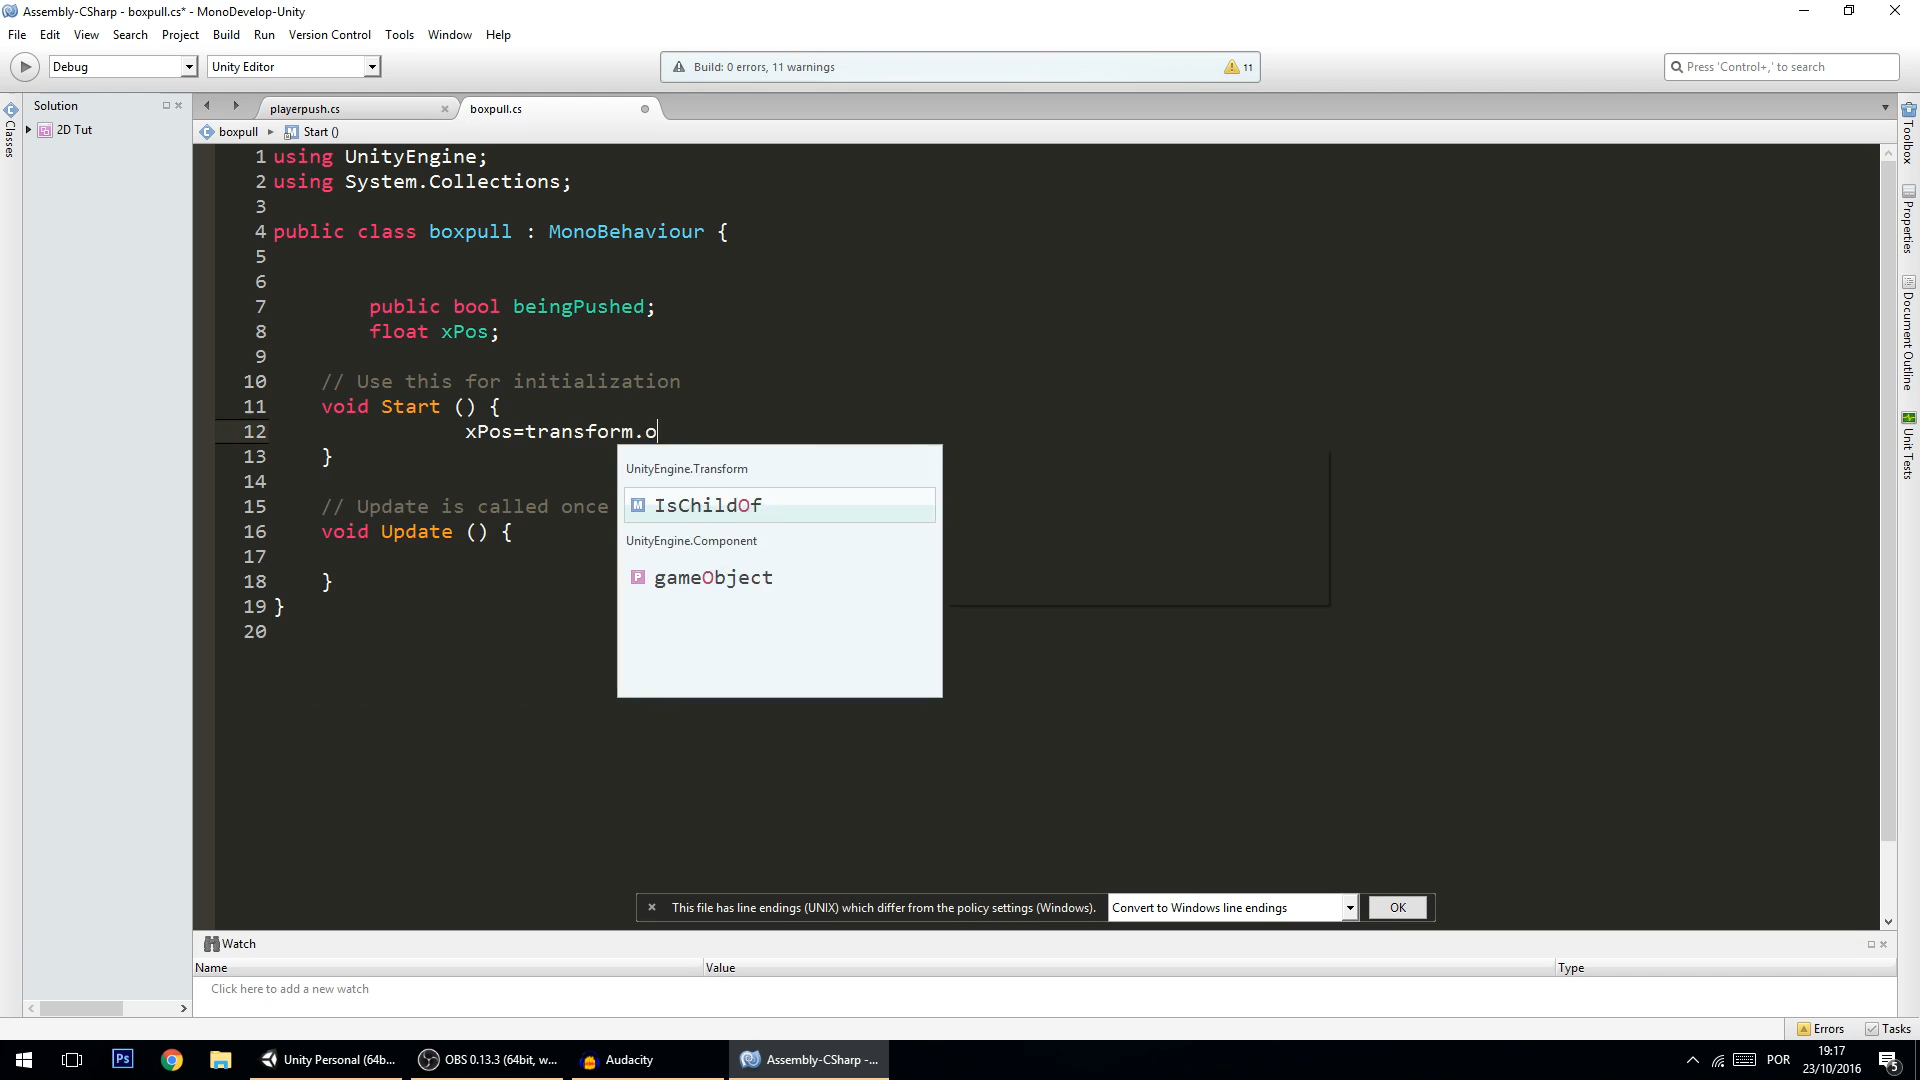 Assembly-CSharp - boxpull.cs* - MonoDevelop-Unity
File Edit View Search Project Build Run Version Control Tools Window Help
Debug Unity Editor Build: 0 errors, 11 warnings 11 Press 'Control+,' to search
Classes
Solution
2D Tut
playerpush.cs boxpull.cs
boxpull Start ()
1 using UnityEngine;
2 using System.Collections;
3
4 public class boxpull : MonoBehaviour {
5
6
7 public bool beingPushed;
8 float xPos;
9
10 // Use this for initialization
11 void Start () {
12 xPos=transform.o
13 }
14
15 // Update is called once
16 void Update () {
17
18 }
19 }
20
UnityEngine.Transform
M IsChildOf
UnityEngine.Component
P gameObject
This file has line endings (UNIX) which differ from the policy settings (Windows). Convert to Windows line endings OK
Toolbox
Properties
Document Outline
Unit Tests
Watch
Name Value Type
Click here to add a new watch
Errors Tasks
Ps Unity Personal (64b... OBS 0.13.3 (64bit, w... Audacity Assembly-CSharp -... POR 19:17
23/10/2016 5